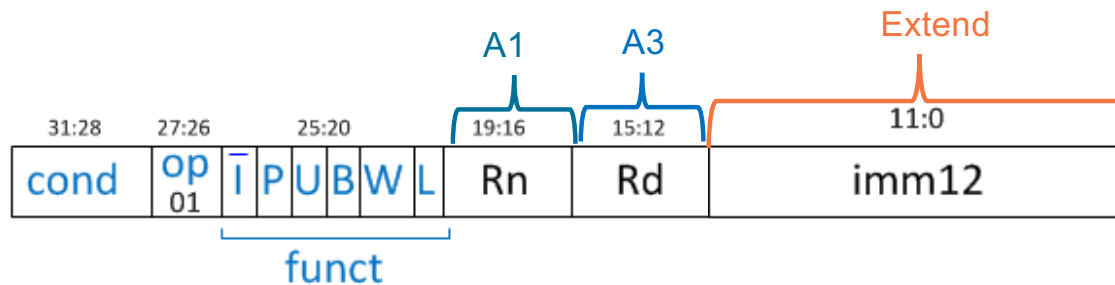 Extend
A1 A3
31:28 27:26 25:20 19:16 15:12 11:0
cond op 01 I P U B W L Rn Rd imm12
funct